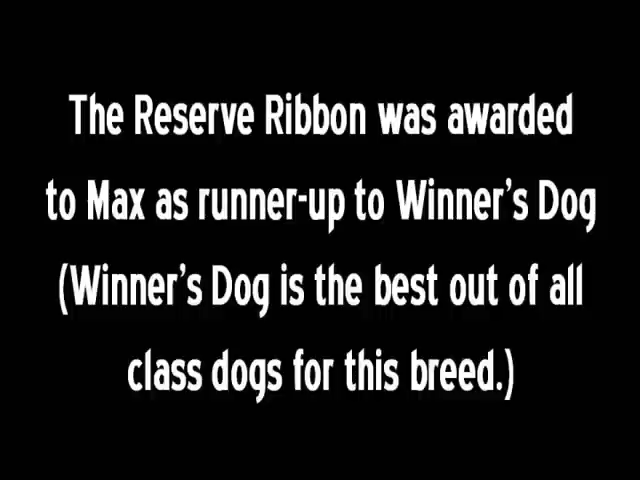 The Reserve Ribbon was awarded
to Max as runner-up to Winner's Dog
(Winner's Dog is the best out of all
class dogs for this breed.)